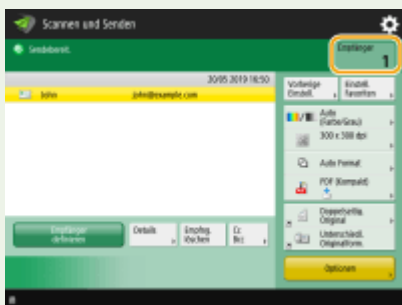 Scannen und Senden
Sendebereit.
Empfänger
1
20/05 2019 16:50
John
john@example.com
Vorherige
Einstell.
Einstell.
Favoriten
Auto
(Farbe/Grau)
300 x 300 dpi
Auto Format
PDF (Kompakt)
Doppelseitig.
Original
Unterschiedl.
Originalform.
Empfänger
definieren
Details
Empfng.
löschen
Cc
Bcc
Optionen